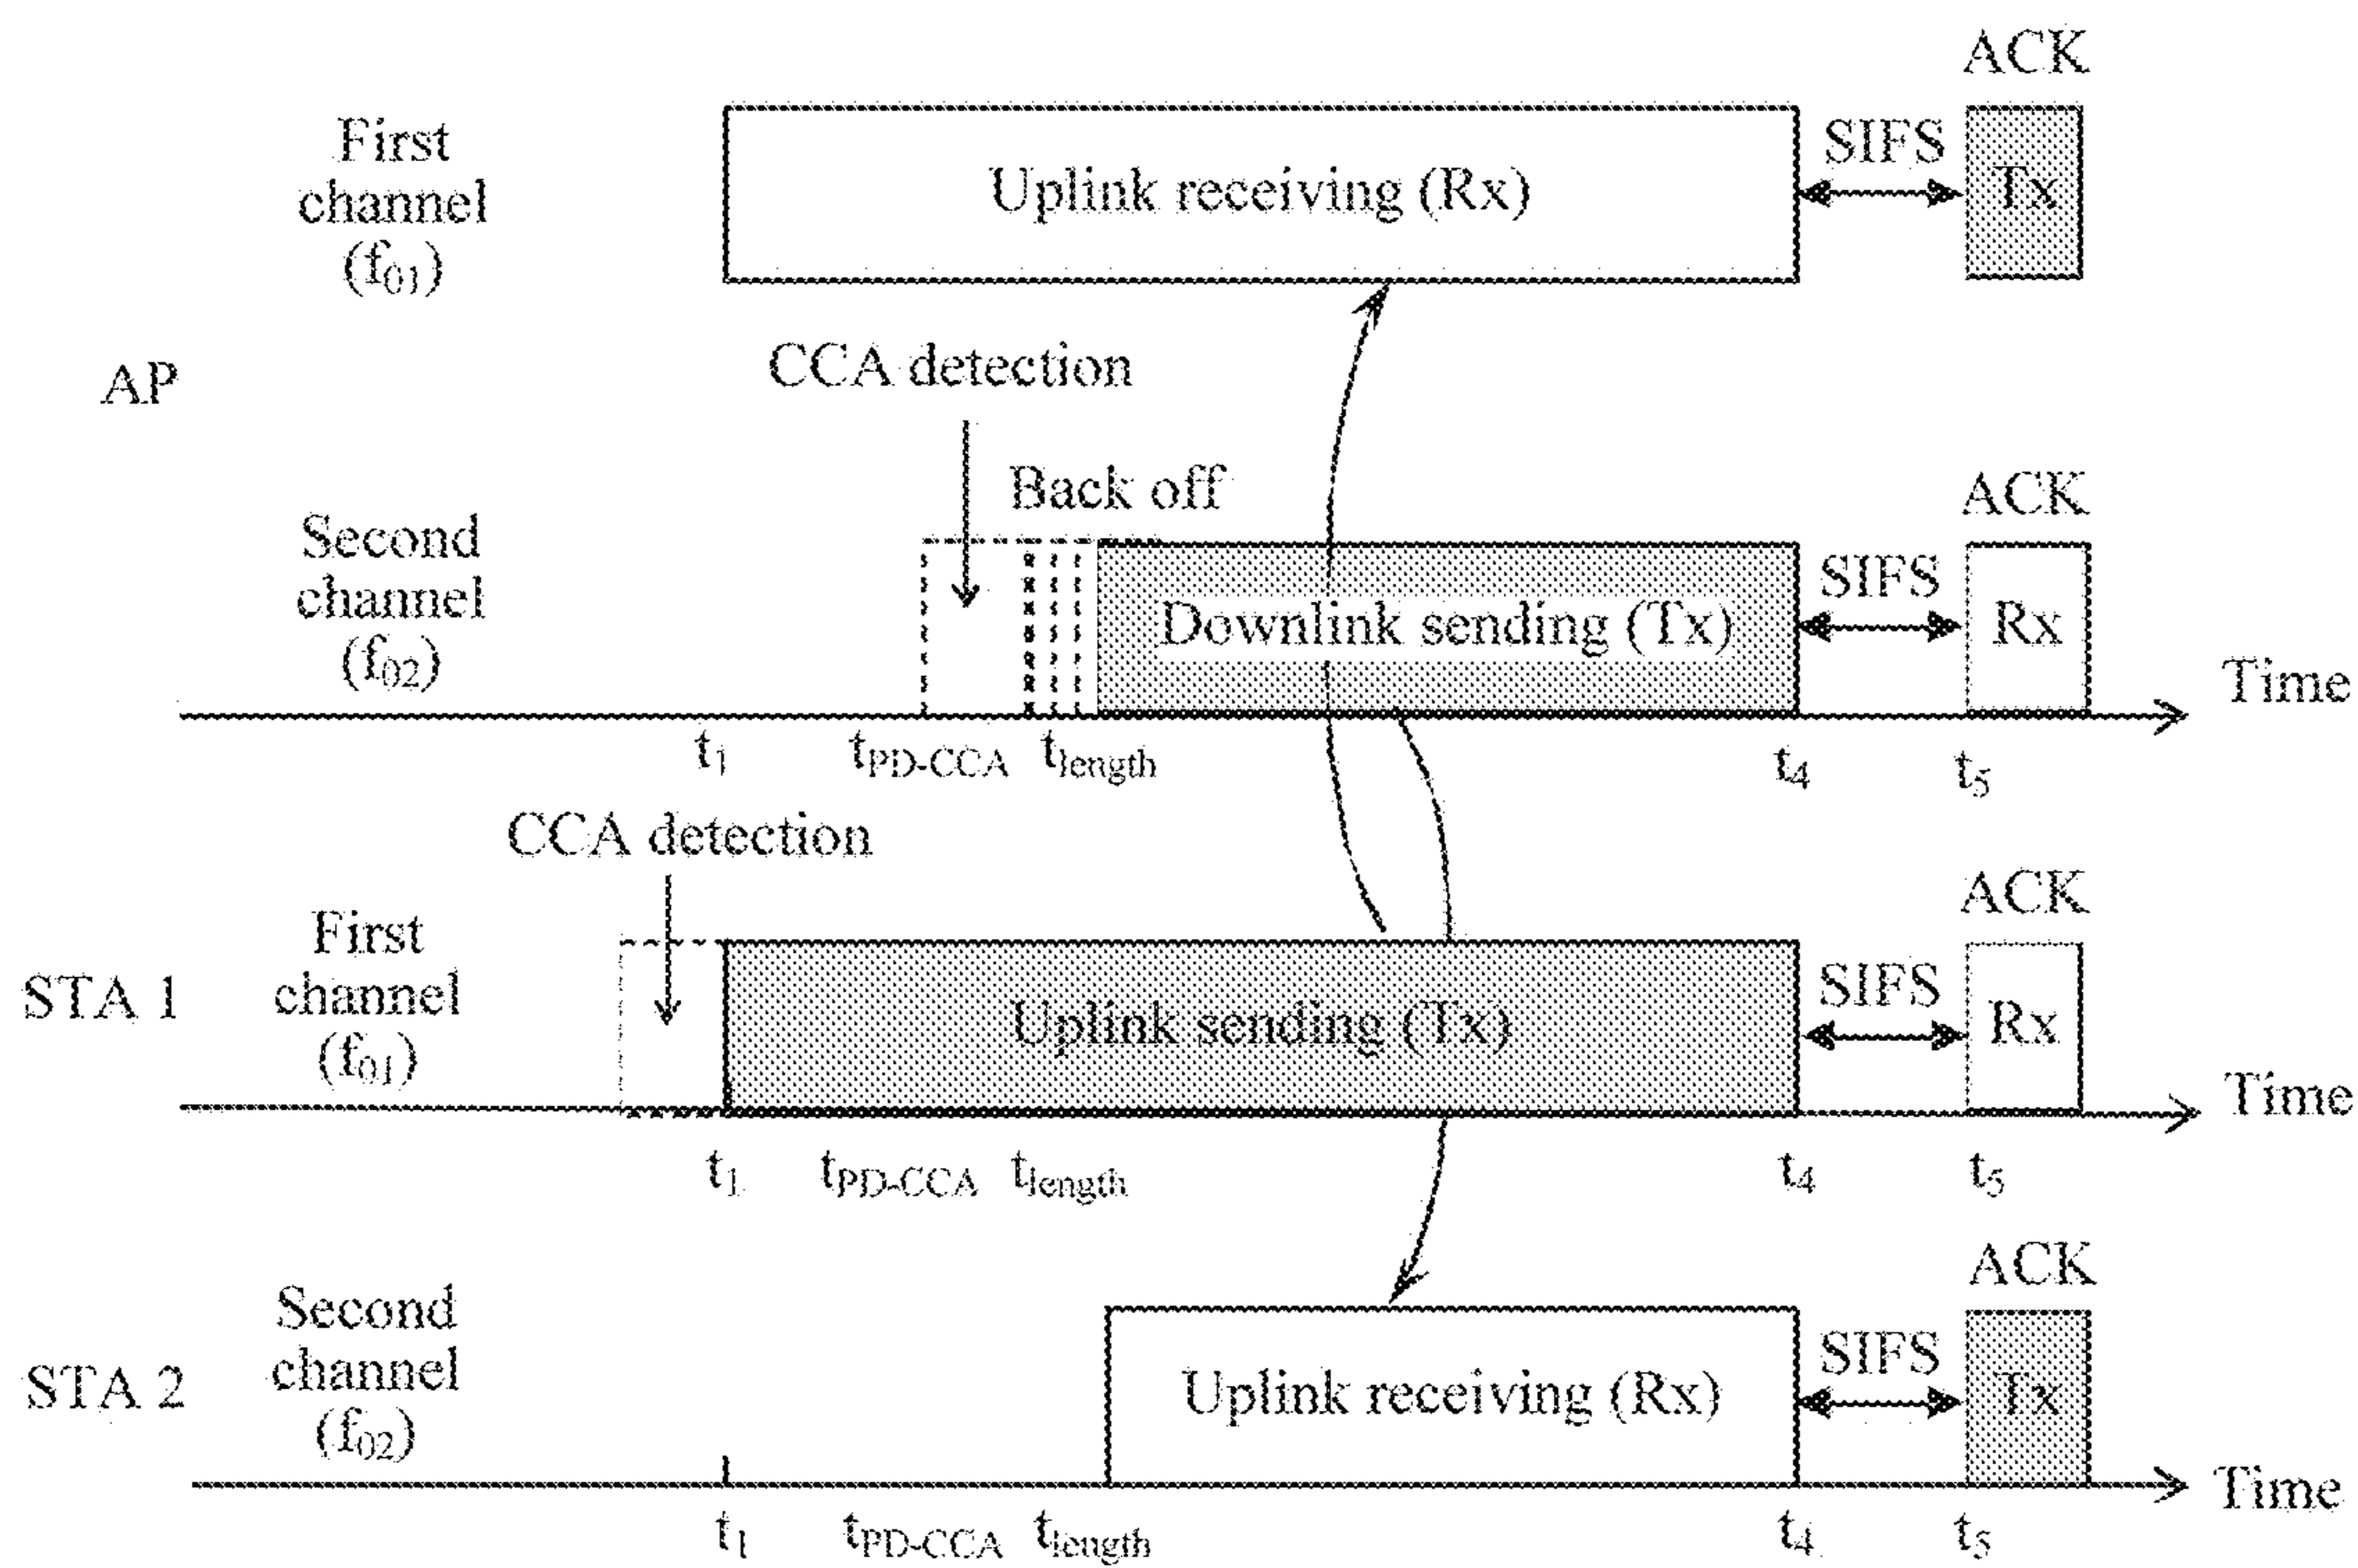 ACK
First
channel
(f01)
Uplink receiving (Rx)
SIFS
Tx
AP
CCA detection
Back off
ACK
Second
channel
(f02)
Downlink sending (Tx)
SIFS
Rx
Time
t1
tPD-CCA
tlength
t4
t5
CCA detection
ACK
STA 1
First
channel
(f01)
Uplink sending (Tx)
SIFS
Rx
Time
t1
tPD-CCA
tlength
t4
t5
ACK
STA 2
Second
channel
(f02)
Uplink receiving (Rx)
SIFS
Tx
Time
t1
tPD-CCA
tlength
t4
t5